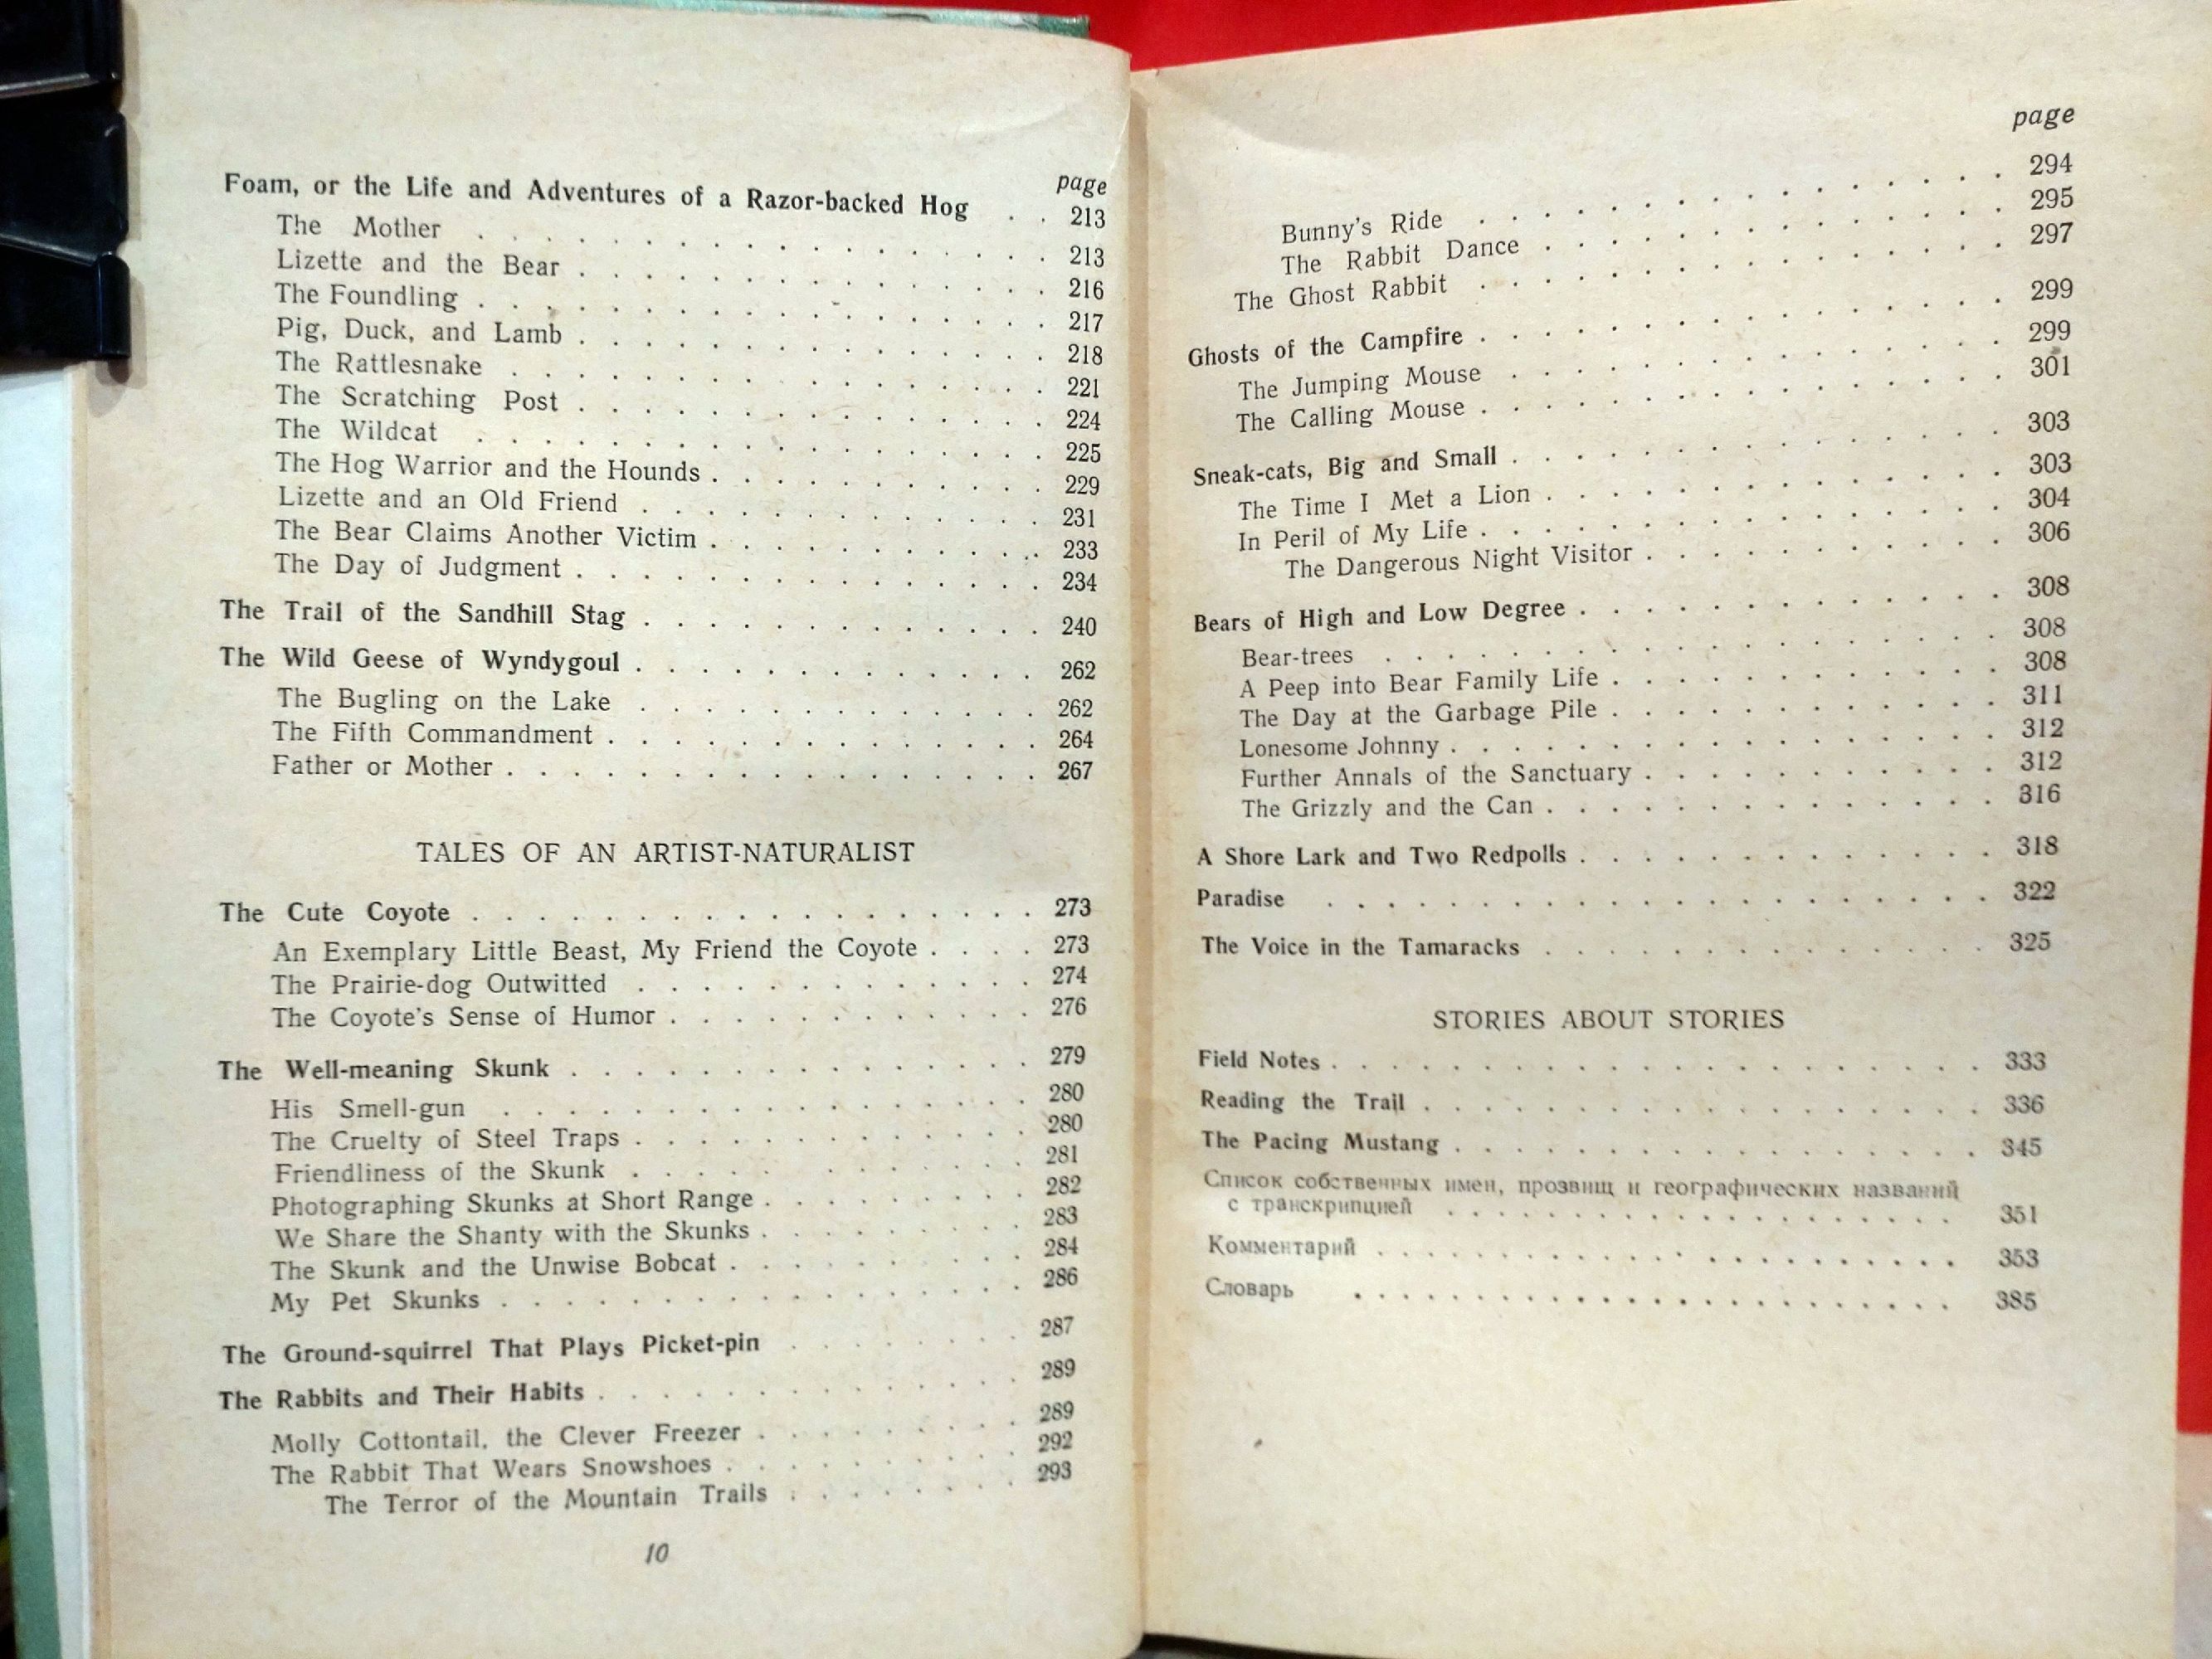 page
Foam, or the Life and Adventures of a Razor-backed Hog . . 213
The Mother . . . . . . . . . . . . . . . . 213
Lizette and the Bear . . . . . . . . . . . . . . 216
The Foundling . . . . . . . . . . . . . . . . 217
Pig, Duck, and Lamb . . . . . . . . . . . . . . 218
The Rattlesnake . . . . . . . . . . . . . . . 221
The Scratching Post . . . . . . . . . . . . . . 224
The Wildcat . . . . . . . . . . . . . . . . 225
The Hog Warrior and the Hounds . . . . . . . . . . 229
Lizette and an Old Friend . . . . . . . . . . . . 231
The Bear Claims Another Victim . . . . . . . . . . 233
The Day of Judgment . . . . . . . . . . . . . . 234
The Trail of the Sandhill Stag . . . . . . . . . . . . 240
The Wild Geese of Wyndygoul . . . . . . . . . . . . 262
The Bugling on the Lake . . . . . . . . . . . . 262
The Fifth Commandment . . . . . . . . . . . . . 264
Father or Mother . . . . . . . . . . . . . . . . 267
TALES OF AN ARTIST-NATURALIST
The Cute Coyote . . . . . . . . . . . . . . . . . 273
An Exemplary Little Beast, My Friend the Coyote . . . . 273
The Prairie-dog Outwitted . . . . . . . . . . . . 274
The Coyote's Sense of Humor . . . . . . . . . . . 276
The Well-meaning Skunk . . . . . . . . . . . . . . 279
His Smell-gun . . . . . . . . . . . . . . . . 280
The Cruelty of Steel Traps . . . . . . . . . . . . 280
Friendliness of the Skunk . . . . . . . . . . . . 281
Photographing Skunks at Short Range . . . . . . . . 282
We Share the Shanty with the Skunks . . . . . . . . 283
The Skunk and the Unwise Bobcat . . . . . . . . . 284
My Pet Skunks . . . . . . . . . . . . . . . . 286
The Ground-squirrel That Plays Picket-pin . . . . . . . 287
The Rabbits and Their Habits . . . . . . . . . . . . 289
Molly Cottontail, the Clever Freezer . . . . . . . . 289
The Rabbit That Wears Snowshoes . . . . . . . . . 292
The Terror of the Mountain Trails . . . . . . . . 293
10
page
Bunny's Ride . . . . . . . . . . . . . . . . 294
The Rabbit Dance . . . . . . . . . . . . . . 295
The Ghost Rabbit . . . . . . . . . . . . . . . . 297
Ghosts of the Campfire . . . . . . . . . . . . . . . . 299
The Jumping Mouse . . . . . . . . . . . . . . . 299
The Calling Mouse . . . . . . . . . . . . . . . . 301
Sneak-cats, Big and Small . . . . . . . . . . . . . . . 303
The Time I Met a Lion . . . . . . . . . . . . . . 303
In Peril of My Life . . . . . . . . . . . . . . . . 304
The Dangerous Night Visitor . . . . . . . . . . . 306
Bears of High and Low Degree . . . . . . . . . . . . . 308
Bear-trees . . . . . . . . . . . . . . . . . . 308
A Peep into Bear Family Life . . . . . . . . . . . . 308
The Day at the Garbage Pile . . . . . . . . . . . . 311
Lonesome Johnny . . . . . . . . . . . . . . . . . 312
Further Annals of the Sanctuary . . . . . . . . . . . 312
The Grizzly and the Can . . . . . . . . . . . . . . 316
A Shore Lark and Two Redpolls . . . . . . . . . . . . . 318
Paradise . . . . . . . . . . . . . . . . . . . . 322
The Voice in the Tamaracks . . . . . . . . . . . . . . 325
STORIES ABOUT STORIES
Field Notes . . . . . . . . . . . . . . . . . . . . 333
Reading the Trail . . . . . . . . . . . . . . . . . 336
The Pacing Mustang . . . . . . . . . . . . . . . . 345
Список собственных имен, прозвищ и географических названий
с транскрипцией . . . . . . . . . . . . . . . . 351
Комментарий . . . . . . . . . . . . . . . . . . 353
Словарь . . . . . . . . . . . . . . . . . . . 385